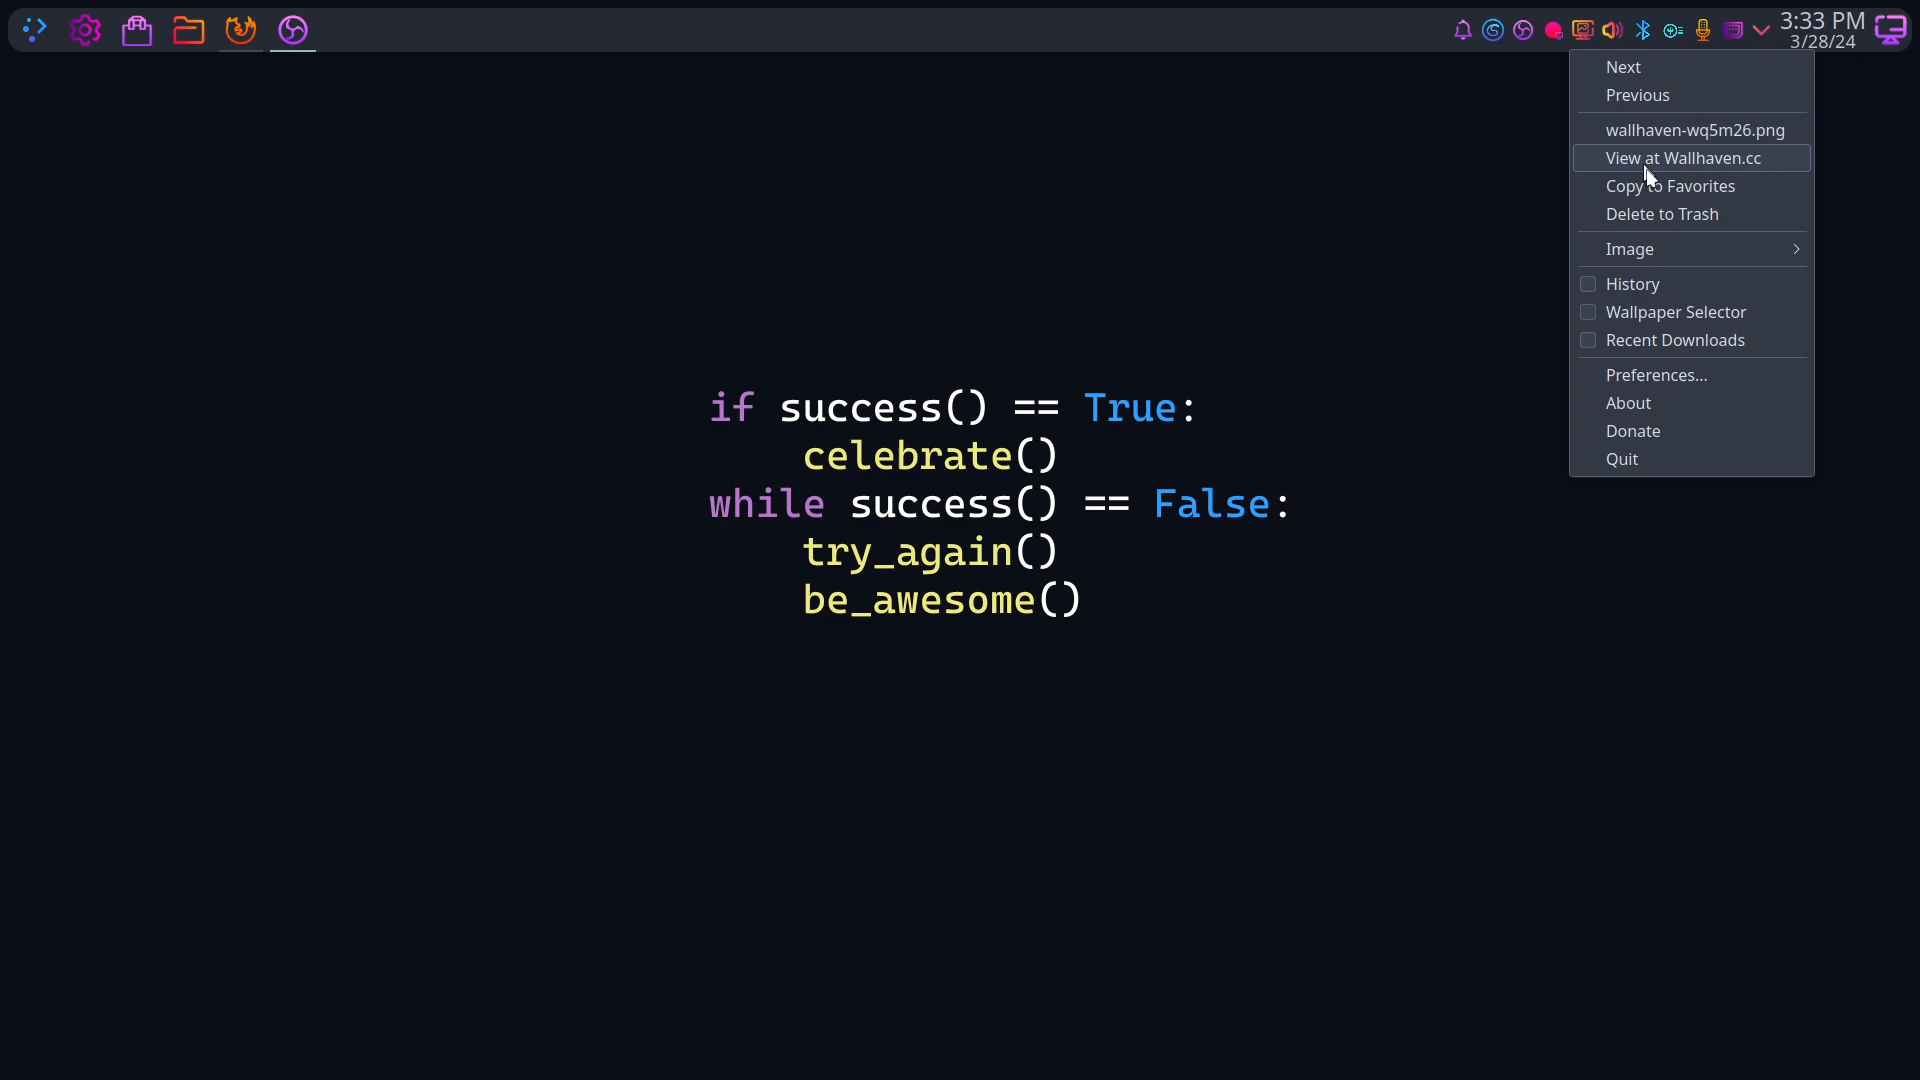 3:33 PM
3/28/24
Next
Previous
wallhaven-wq5m26.png
View at Wallhaven.cc
Copy to Favorites
Delete to Trash
Image
History
Wallpaper Selector
Recent Downloads
Preferences...
About
Donate
Quit
if success() == True:
celebrate()
while success() == False:
try_again()
be_awesome()